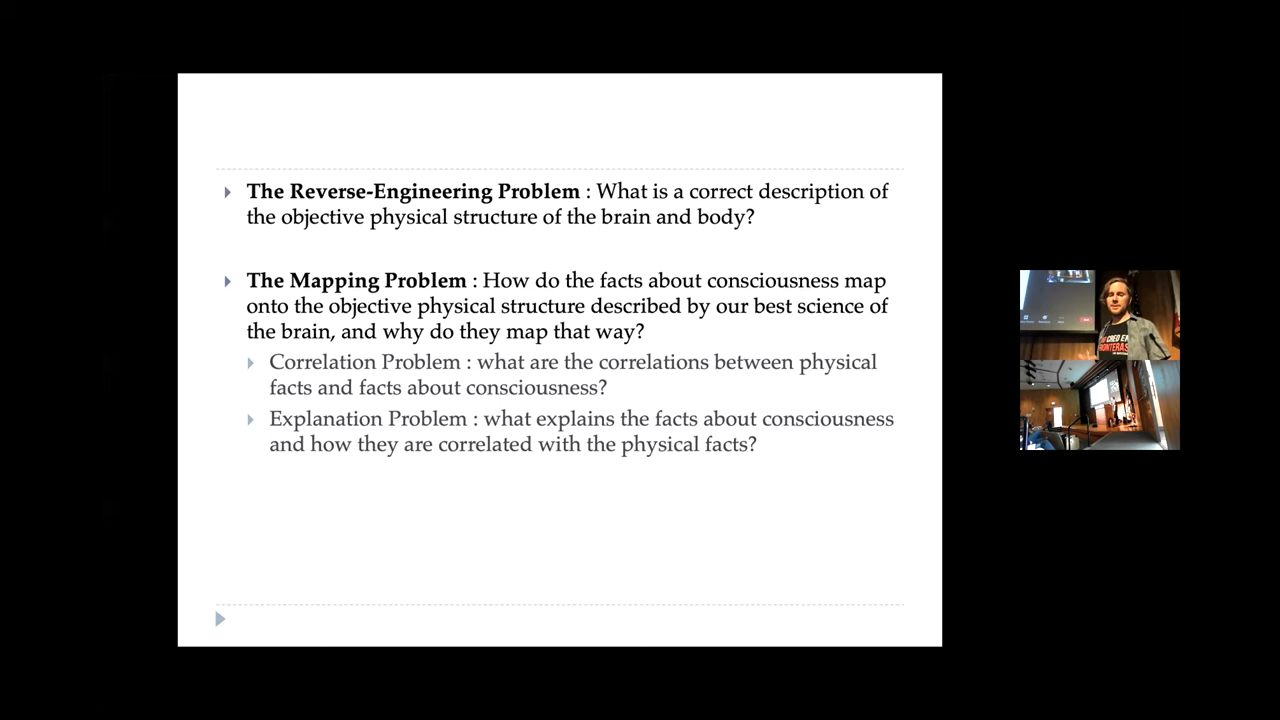 The Reverse-Engineering Problem : What is a correct description of
the objective physical structure of the brain and body?
The Mapping Problem : How do the facts about consciousness map
onto the objective physical structure described by our best science of
the brain, and why do they map that way?
Correlation Problem : what are the correlations between physical
facts and facts about consciousness?
Explanation Problem : what explains the facts about consciousness
and how they are correlated with the physical facts?
CREO EN
FRONTERAS